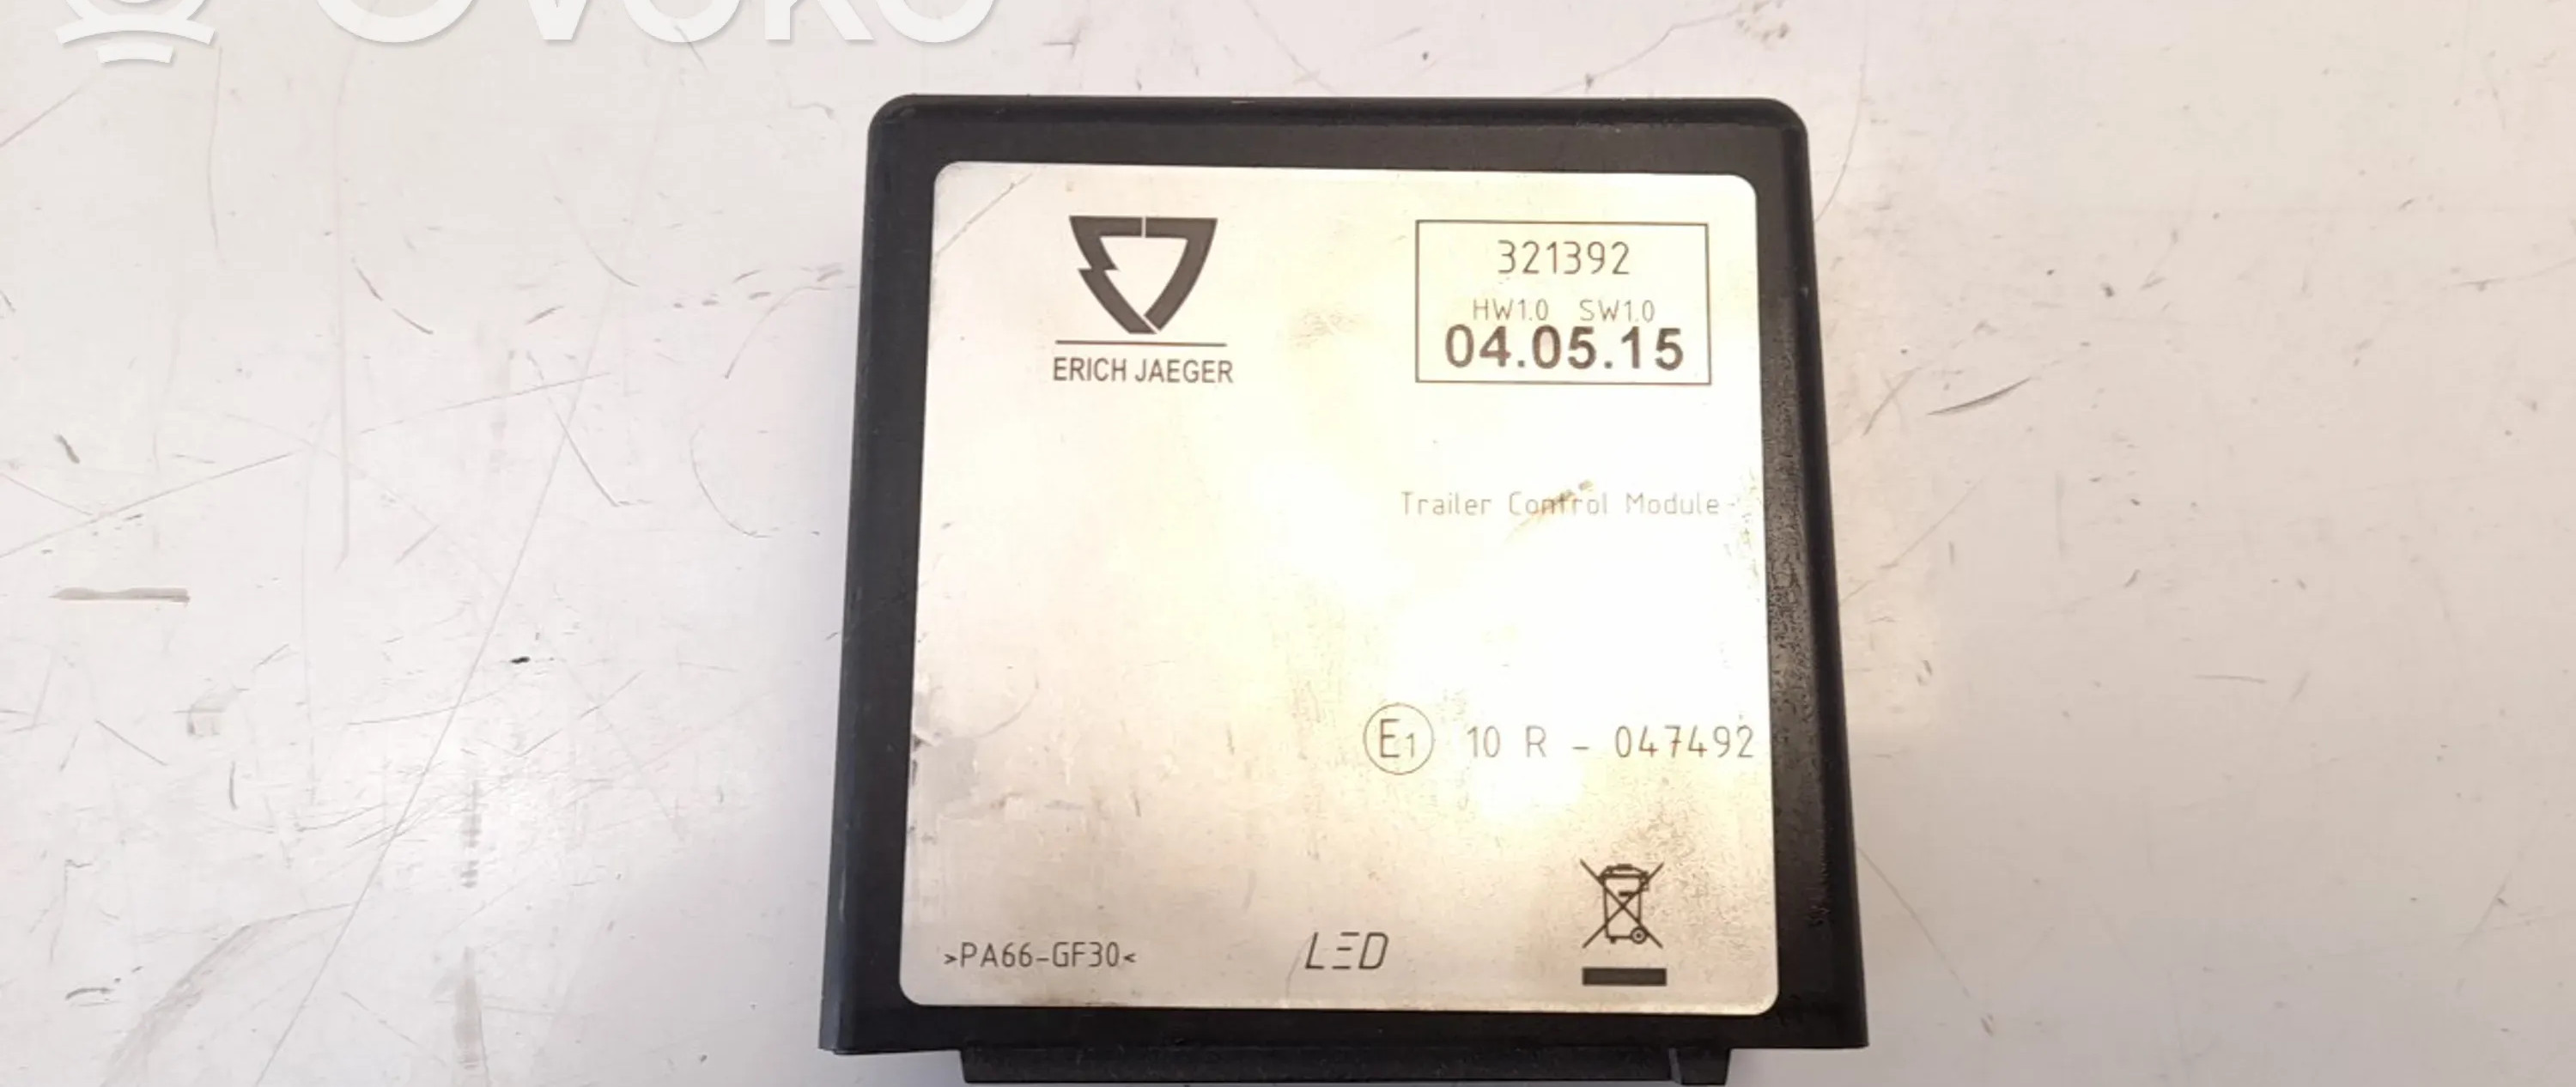 OVOKO
321392
HW1.0 SW1.0
04.05.15
ERICH JAEGER
Trailer Control Module
E1 10 R - 047492
>PA66-GF30<
LED